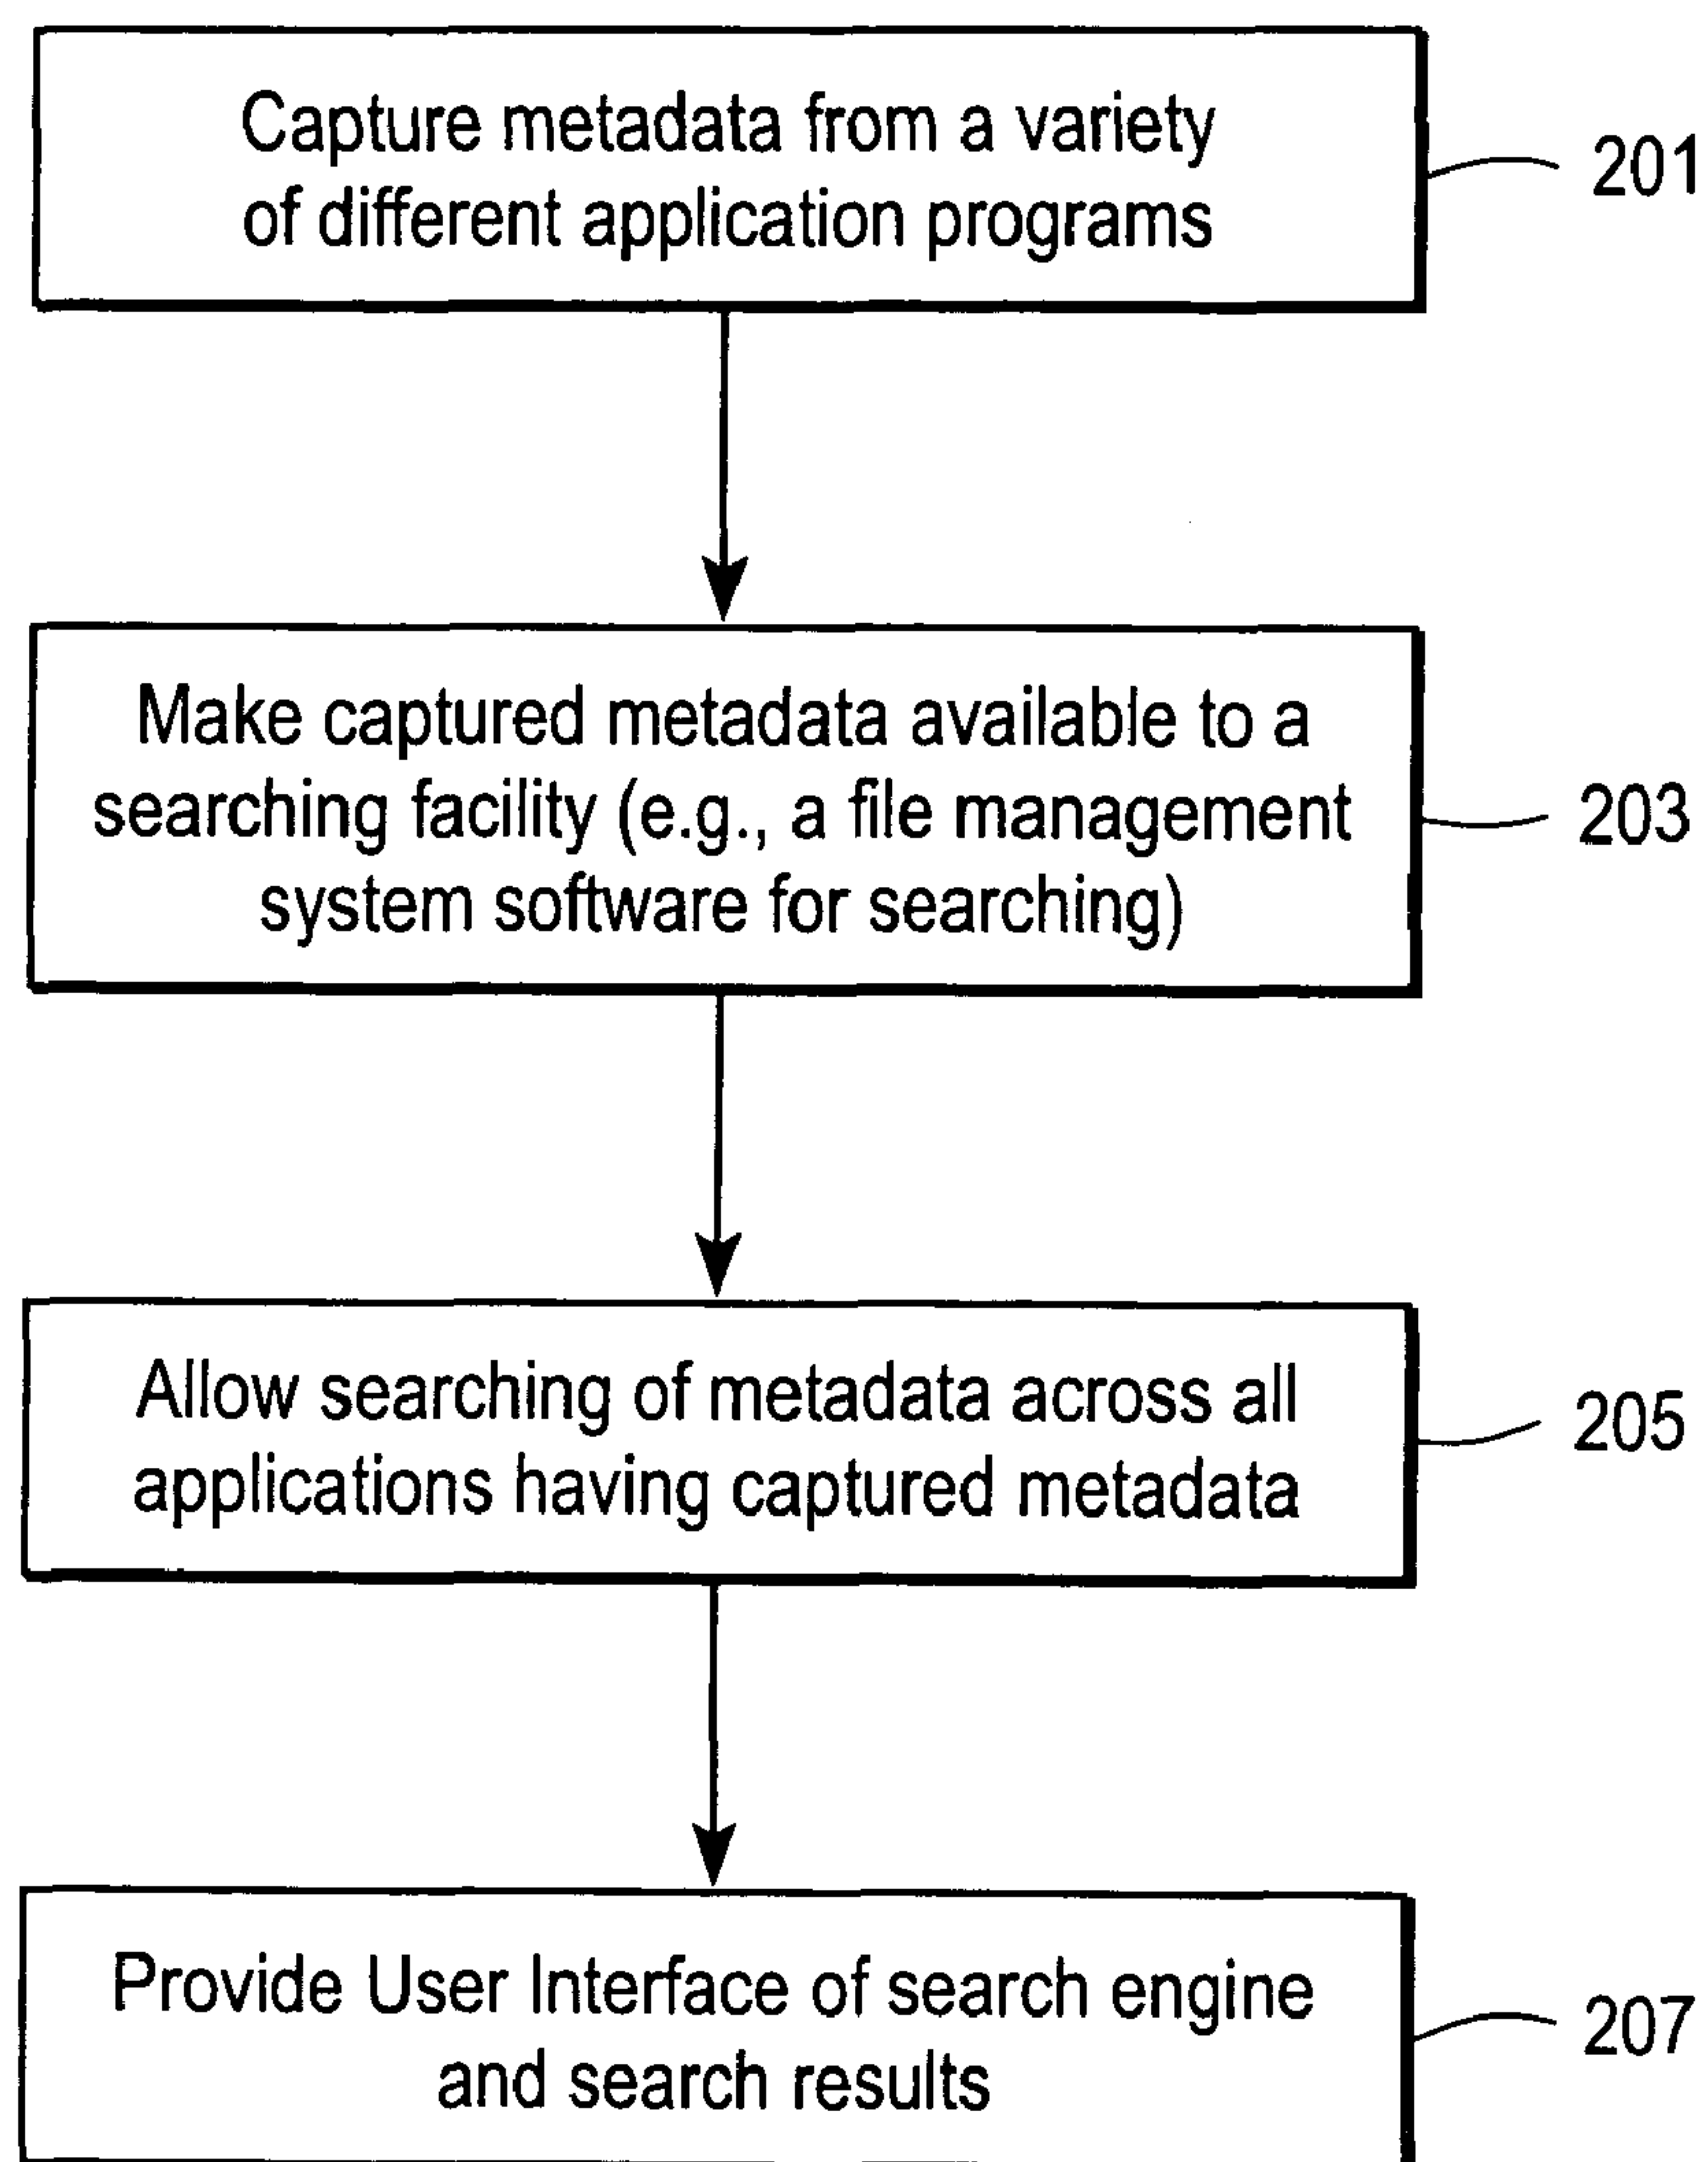 Capture metadata from a variety
of different application programs
201
Make captured metadata available to a
searching facility (e.g., a file management
system software for searching)
203
Allow searching of metadata across all
applications having captured metadata
205
Provide User Interface of search engine
and search results
207